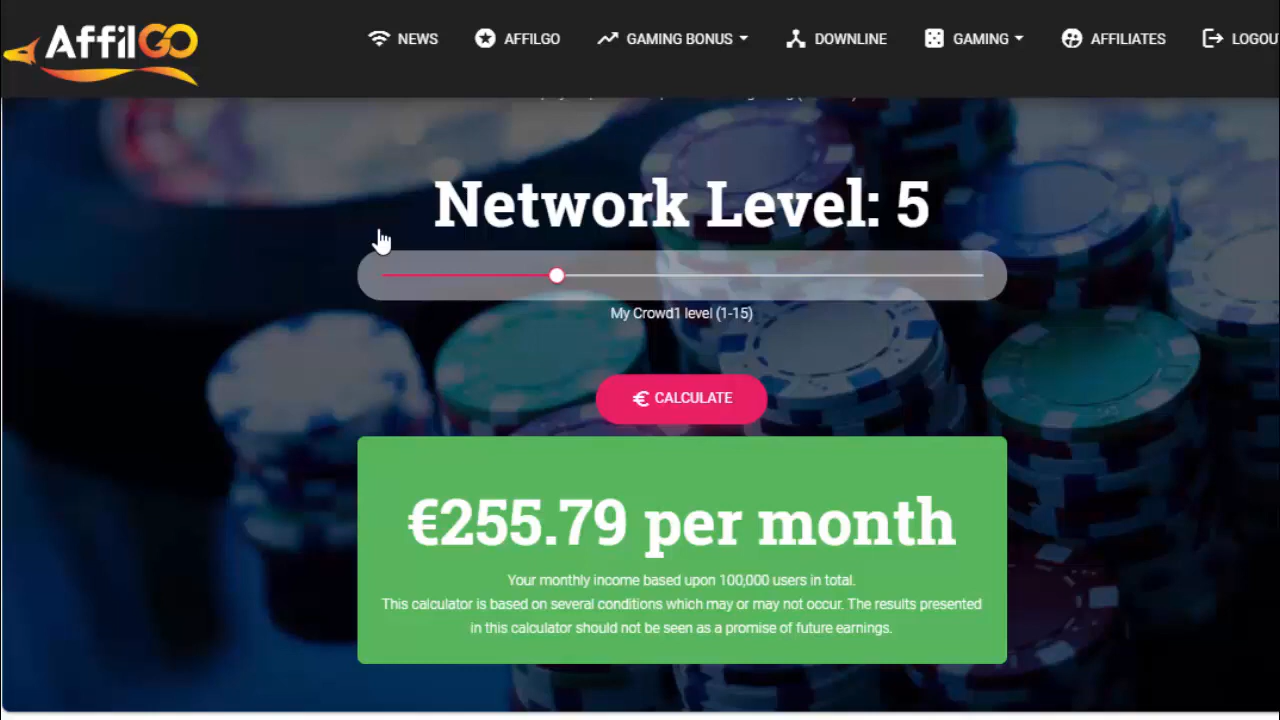 AffilGO
NEWS
AFFILGO
GAMING BONUS
DOWNLINE
GAMING
AFFILIATES
LOGOU
Network Level: 5
My Crowd1 level (1-15)
€ CALCULATE
€255.79 per month
Your monthly income based upon 100,000 users in total.
This calculator is based on several conditions which may or may not occur. The results presented
in this calculator should not be seen as a promise of future earnings.